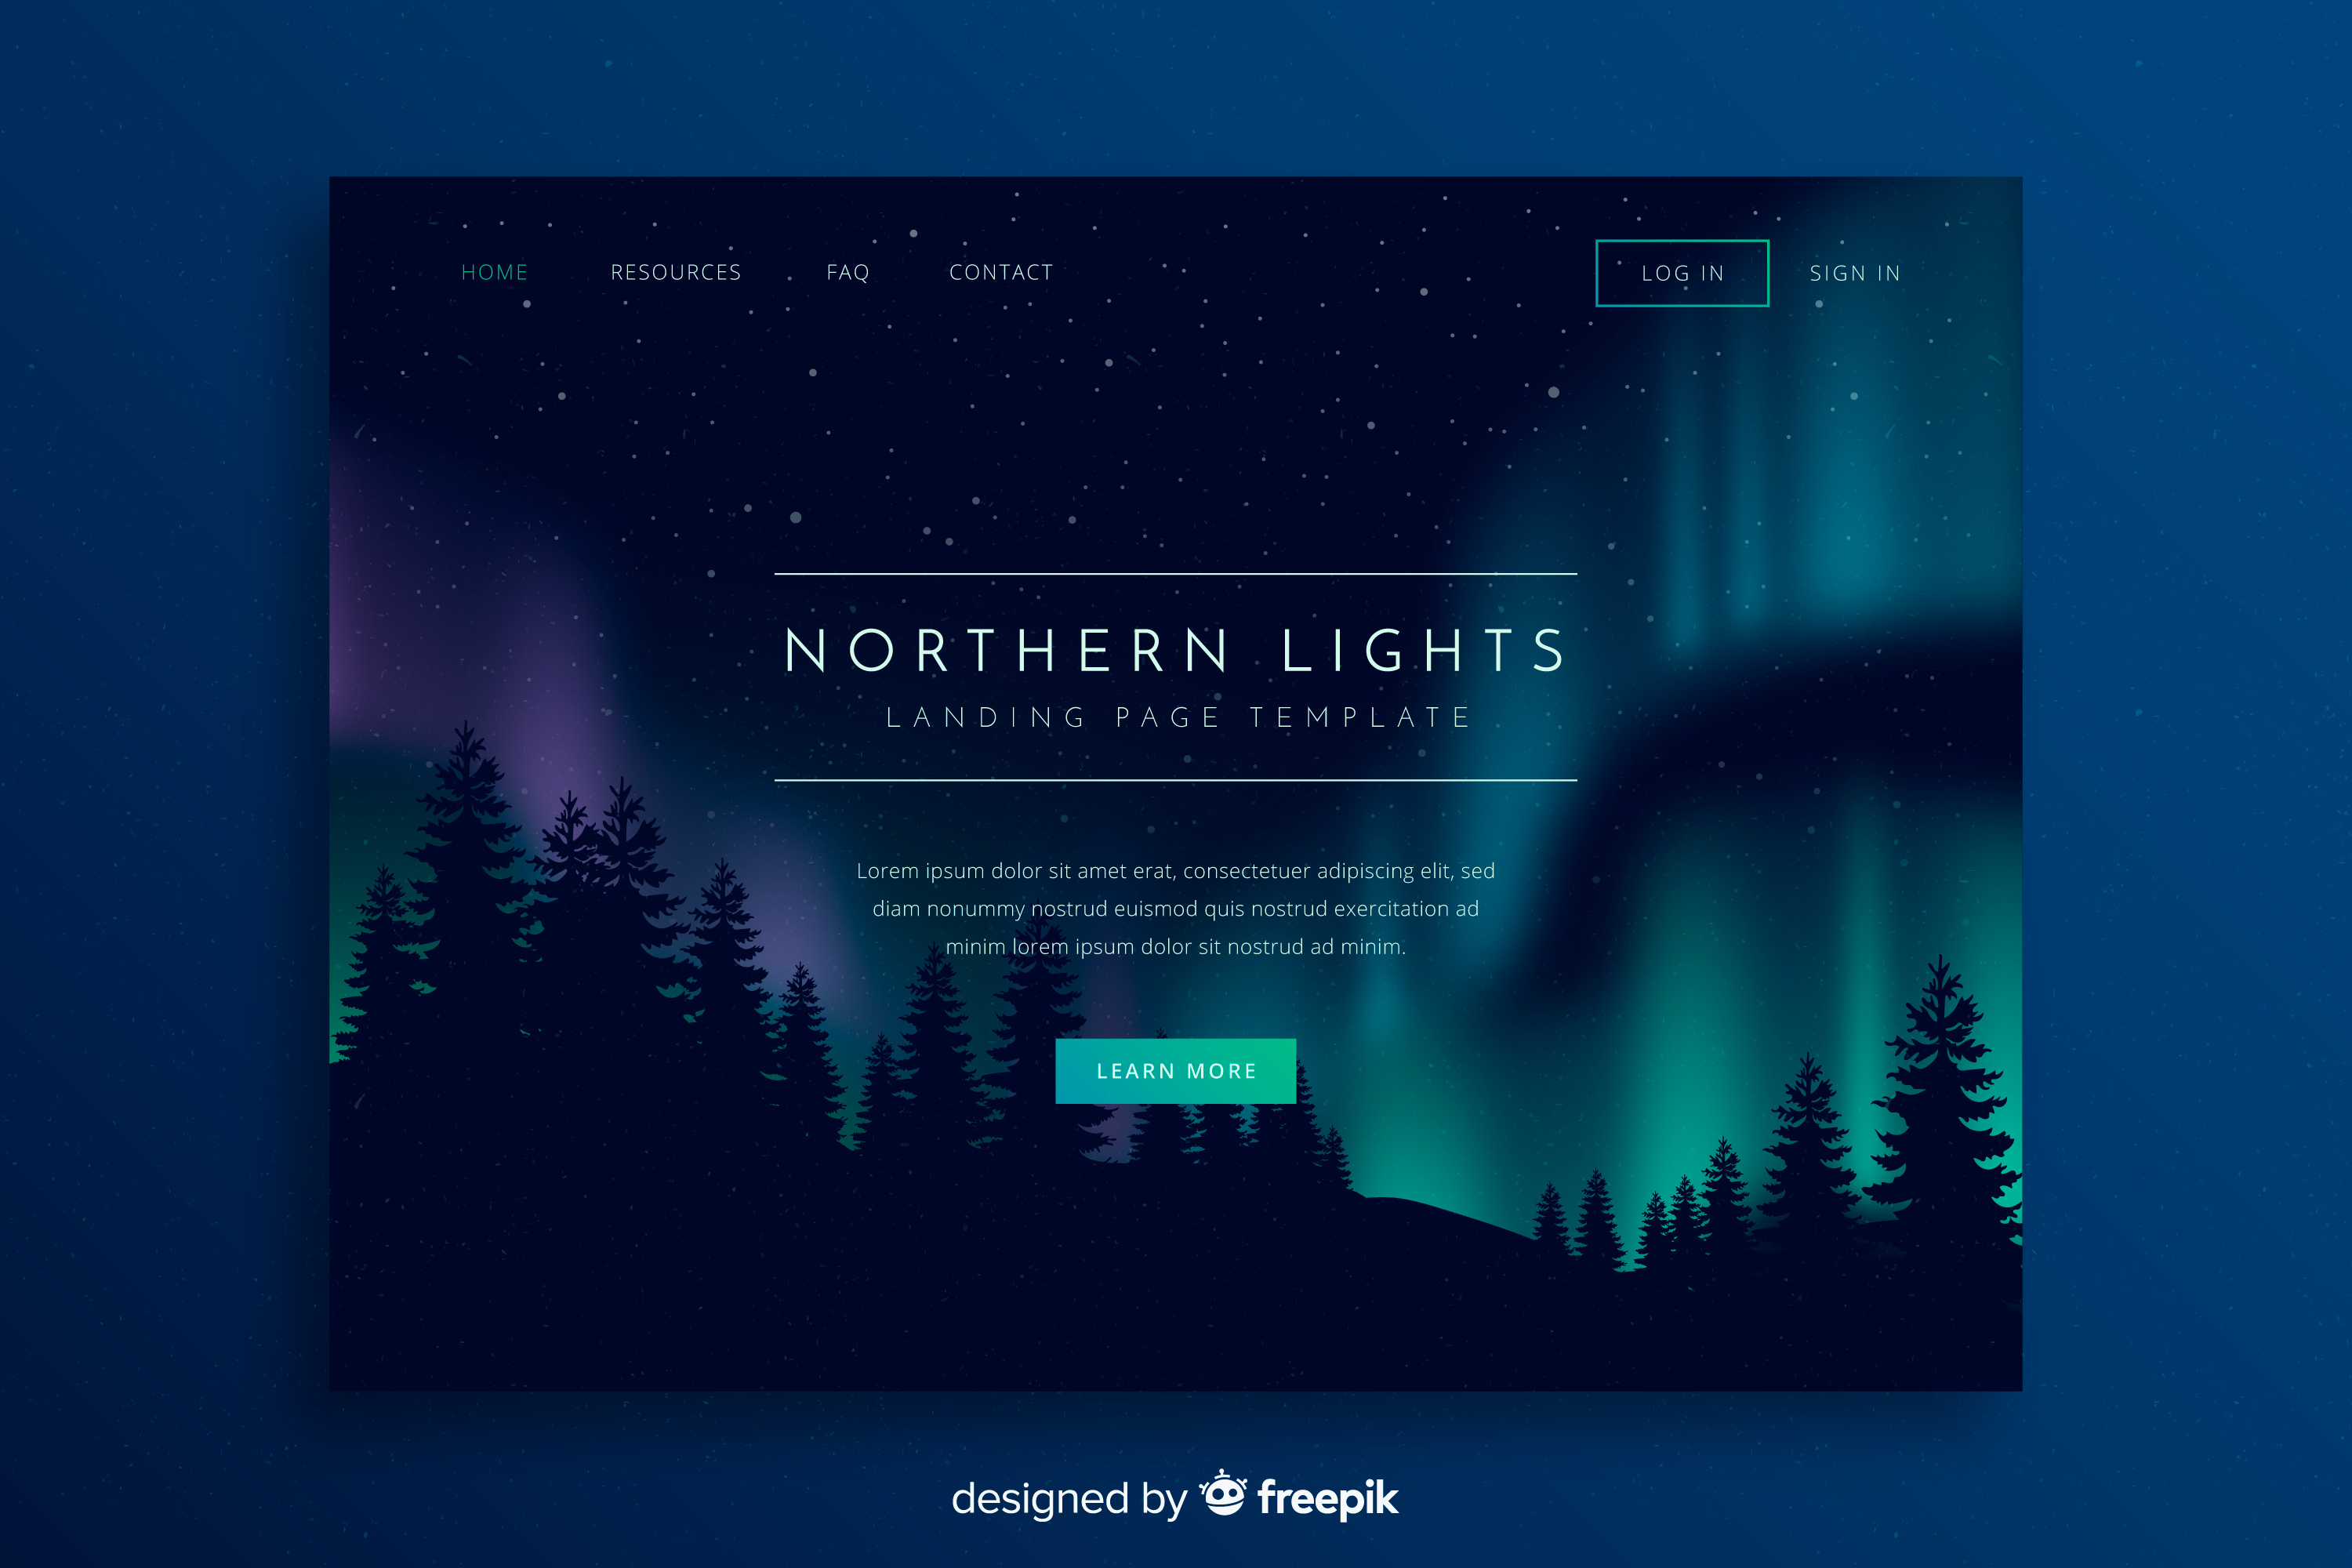 HOME RESOURCES FAQ CONTACT LOG IN SIGN IN
NORTHERN LIGHTS
LANDING PAGE TEMPLATE
Lorem ipsum dolor sit amet erat, consectetuer adipiscing elit, sed
diam nonummy nostrud euismod quis nostrud exercitation ad
minim lorem ipsum dolor sit nostrud ad minim.
LEARN MORE
designed by freepik